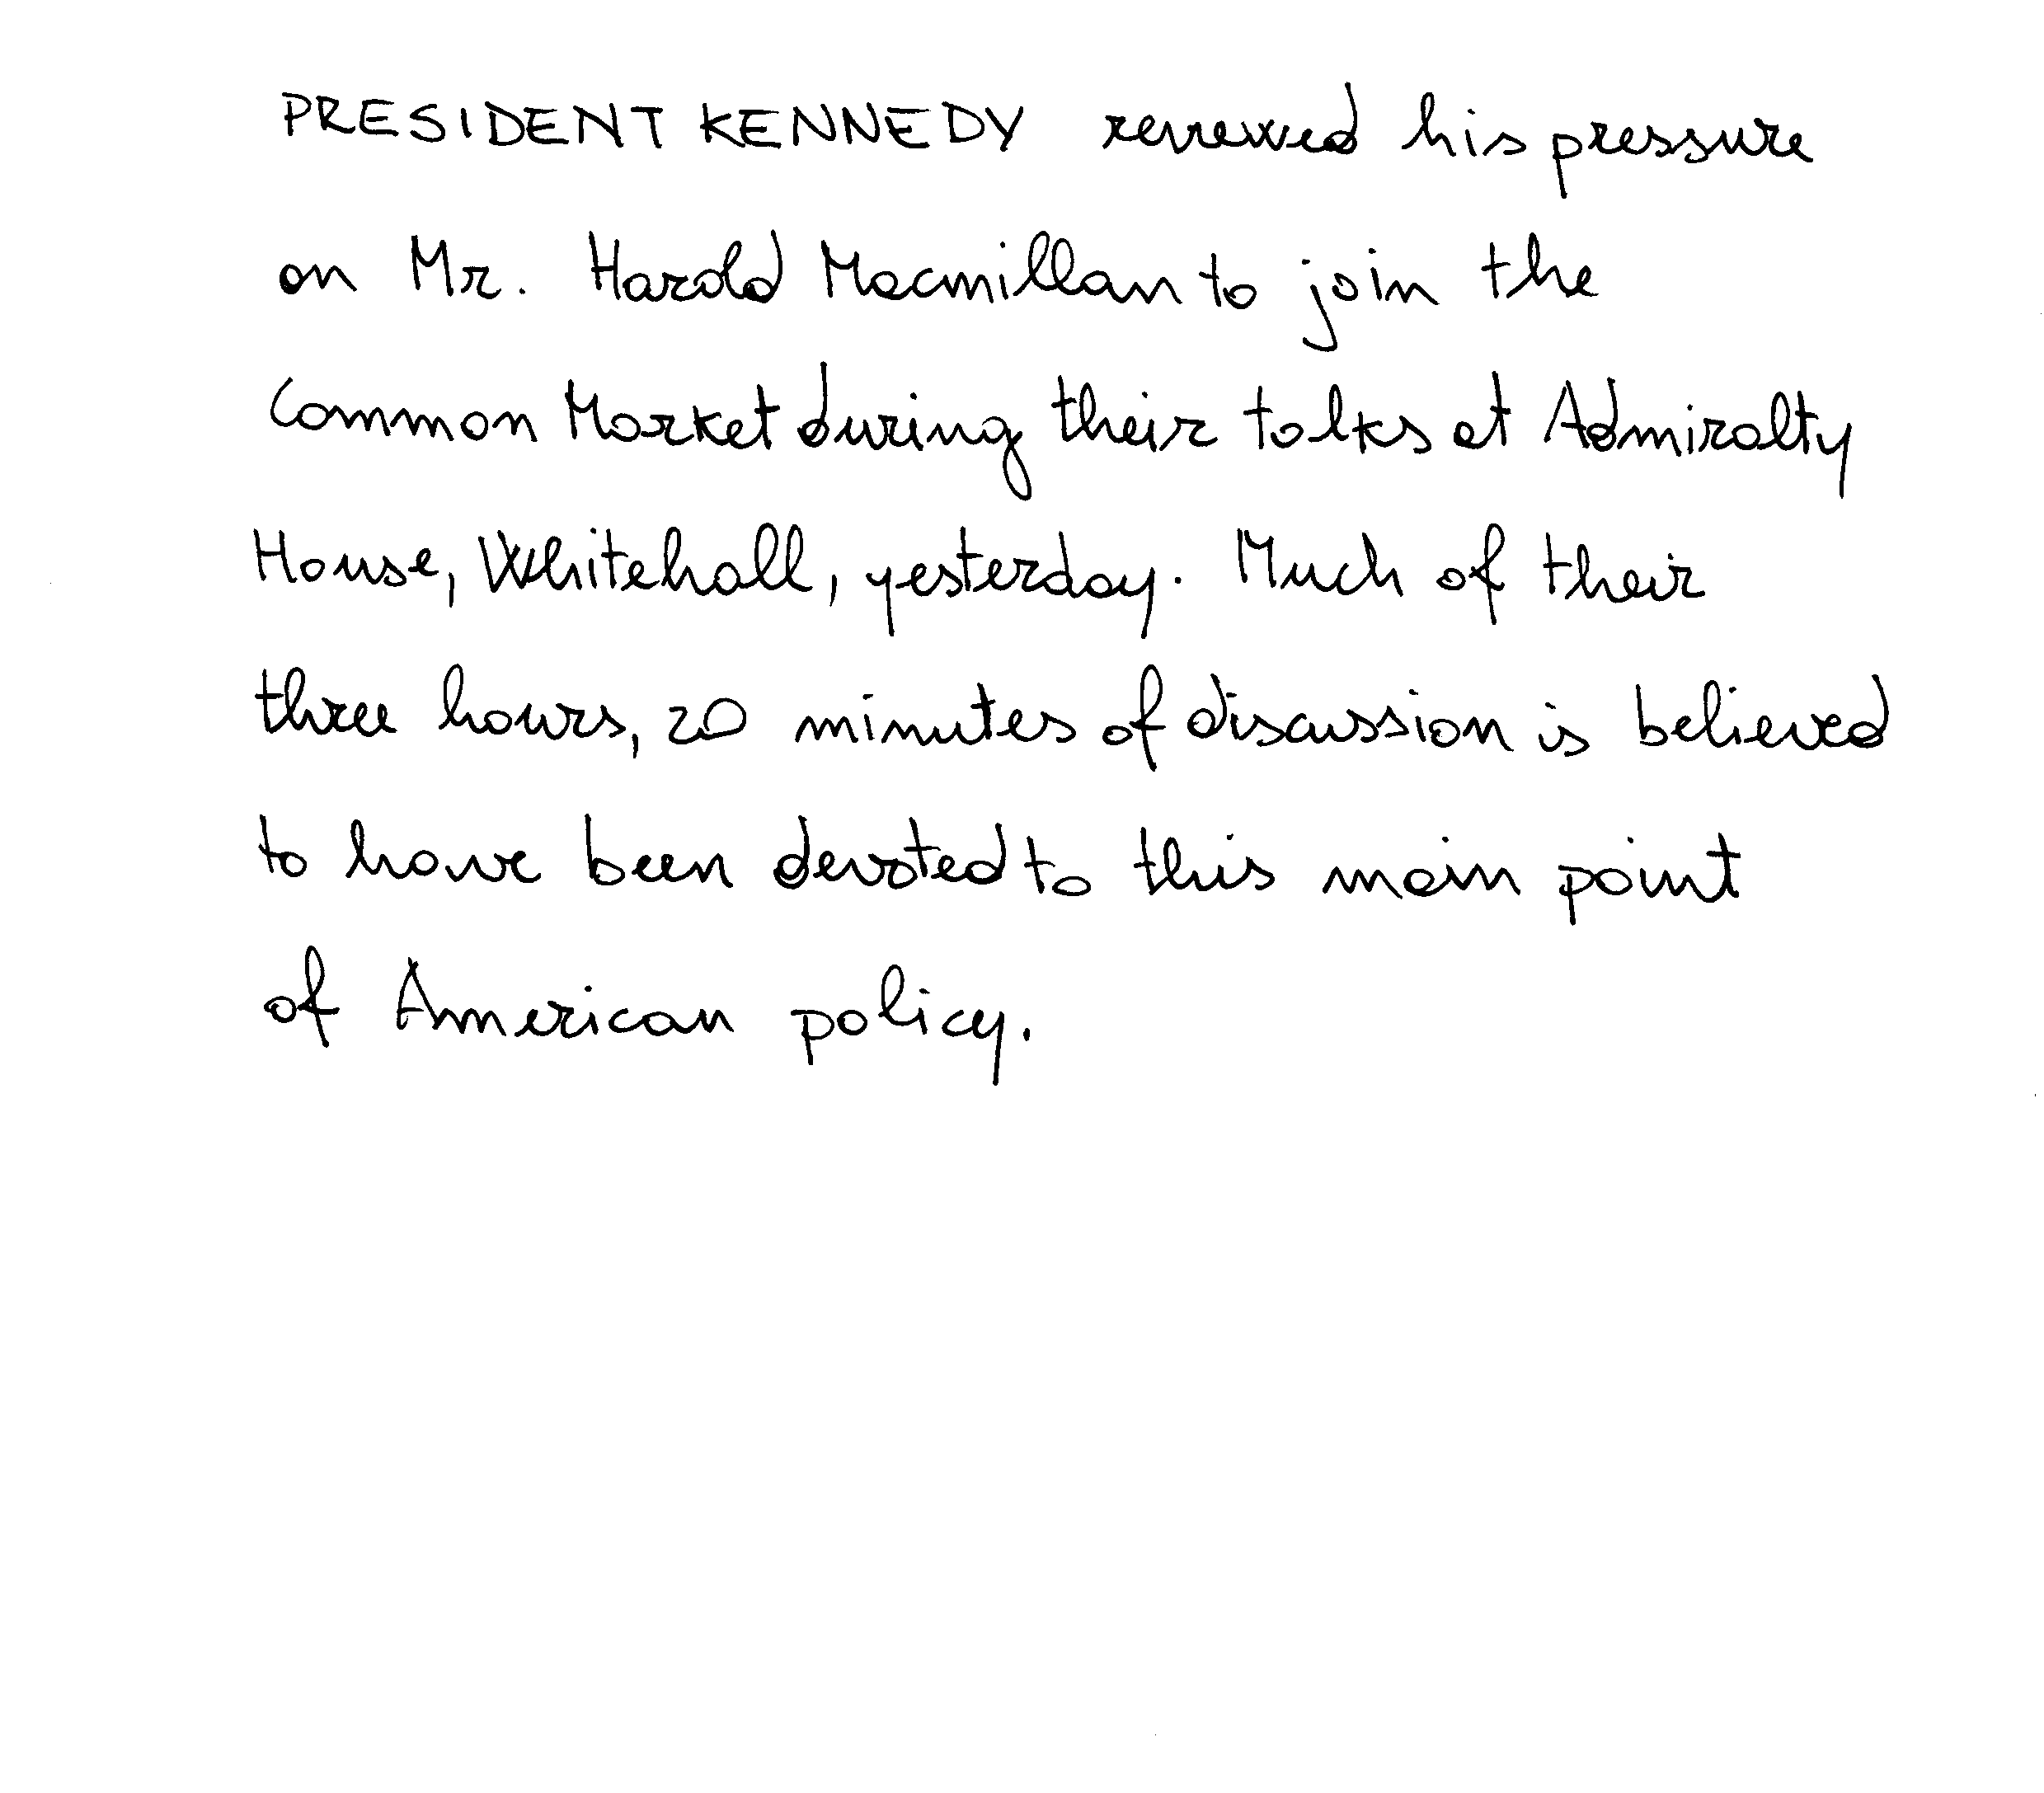 PRESIDENT KENNEDY renewed his pressure
on Mr. Harold Macmillan to join the
Common Market during their talks at Admiralty
House, Whitehall, yesterday. Much of their
three hours, 20 minutes of discussion is believed
to have been devoted to this main point
of American policy.